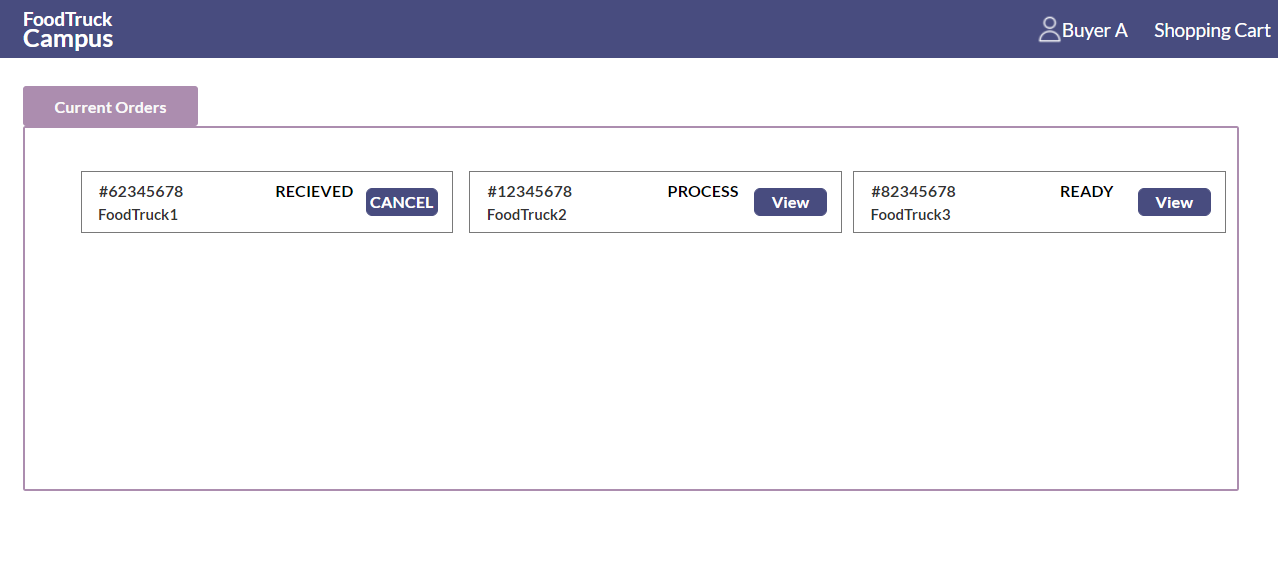 FoodTruck
Campus
Buyer A
Shopping Cart
Current Orders
#62345678
FoodTruck1
RECIEVED
CANCEL
#12345678
FoodTruck2
PROCESS
View
#82345678
FoodTruck3
READY
View